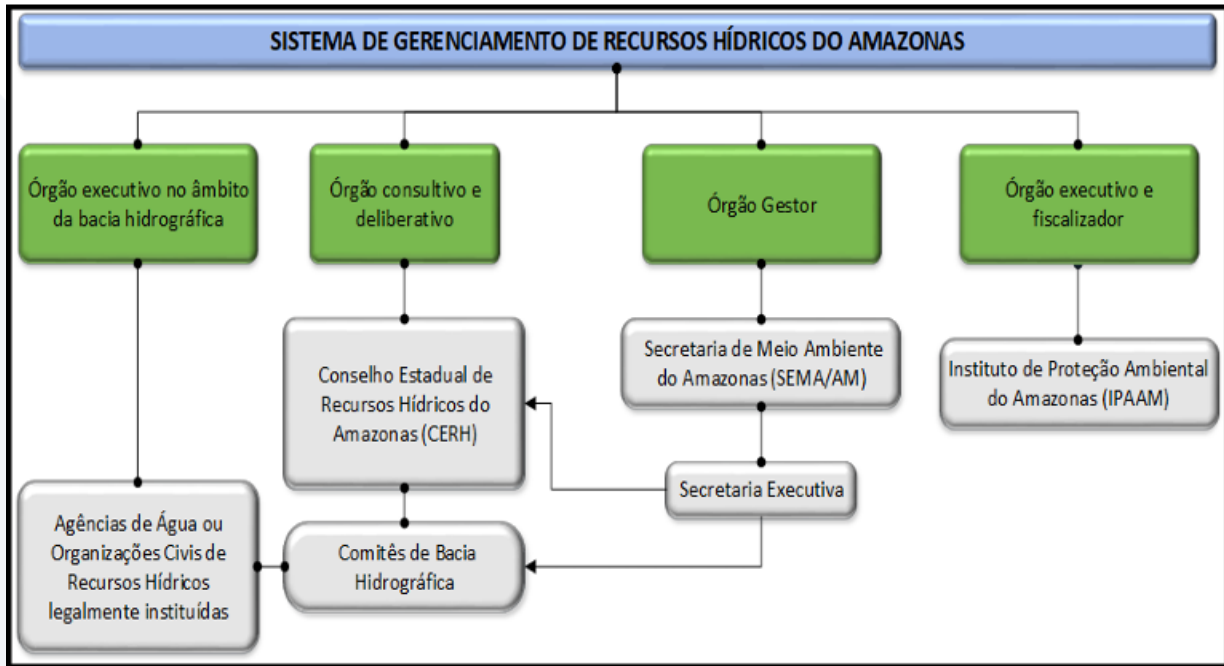 SISTEMA DE GERENCIAMENTO DE RECURSOS HÍDRICOS DO AMAZONAS
Órgão executivo no âmbito
da bacia hidrográfica
Órgão consultivo e
deliberativo
Órgão Gestor
Órgão executivo e
fiscalizador
Conselho Estadual de
Recursos Hídricos do
Amazonas (CERH)
Secretaria de Meio Ambiente
do Amazonas (SEMA/AM)
Instituto de Proteção Ambiental
do Amazonas (IPAAM)
Secretaria Executiva
Agências de Água ou
Organizações Civis de
Recursos Hídricos
legalmente instituídas
Comitês de Bacia
Hidrográfica